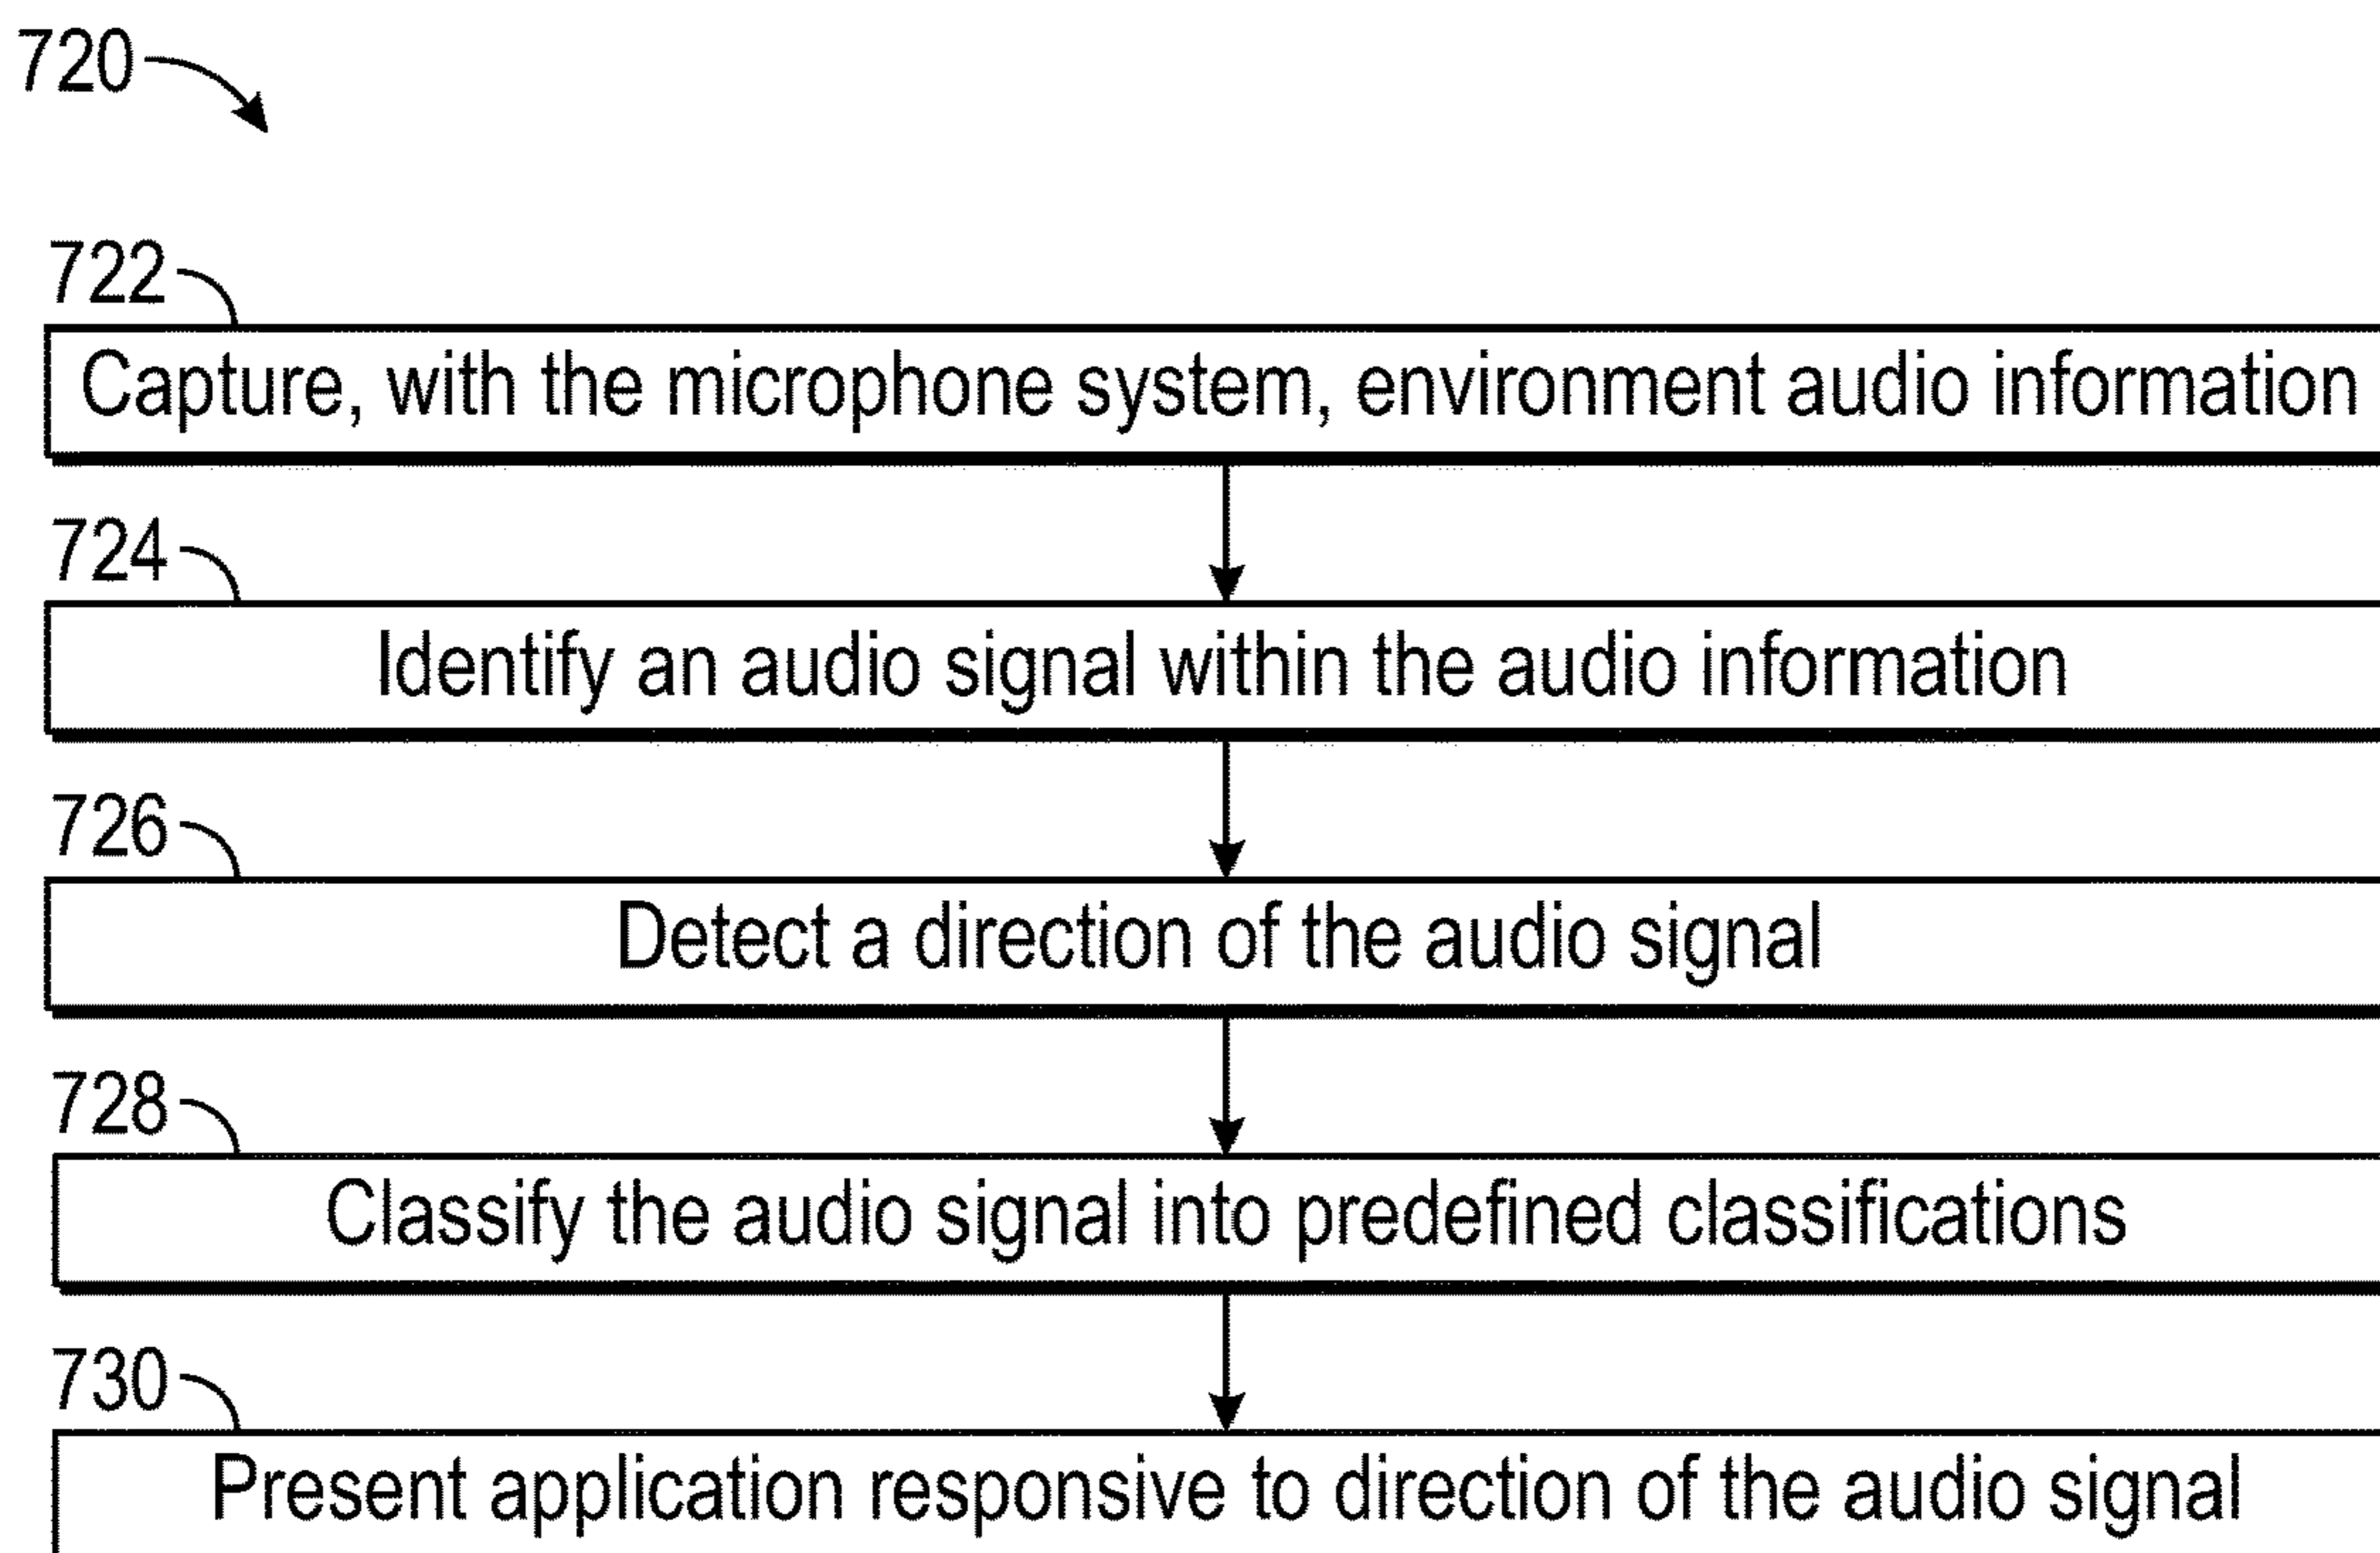 720
722
Capture, with the microphone system, environment audio information
724
Identify an audio signal within the audio information
726
Detect a direction of the audio signal
728
Classify the audio signal into predefined classifications
730
Present application responsive to direction of the audio signal